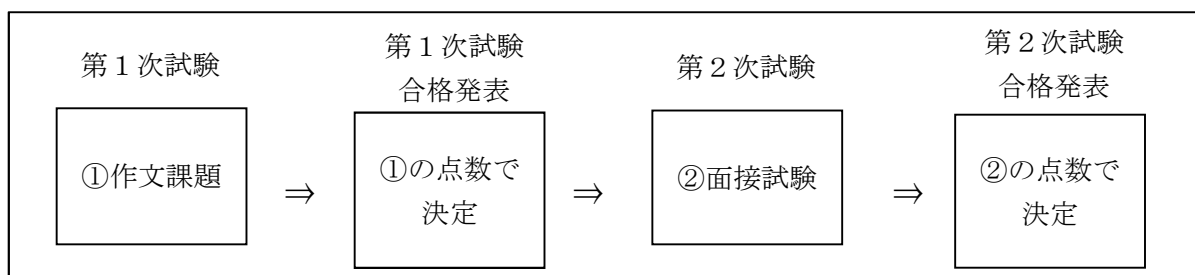 第１次試験
①作文課題
⇒
第１次試験
合格発表
①の点数で
決定
⇒
第２次試験
②面接試験
⇒
第２次試験
合格発表
②の点数で
決定